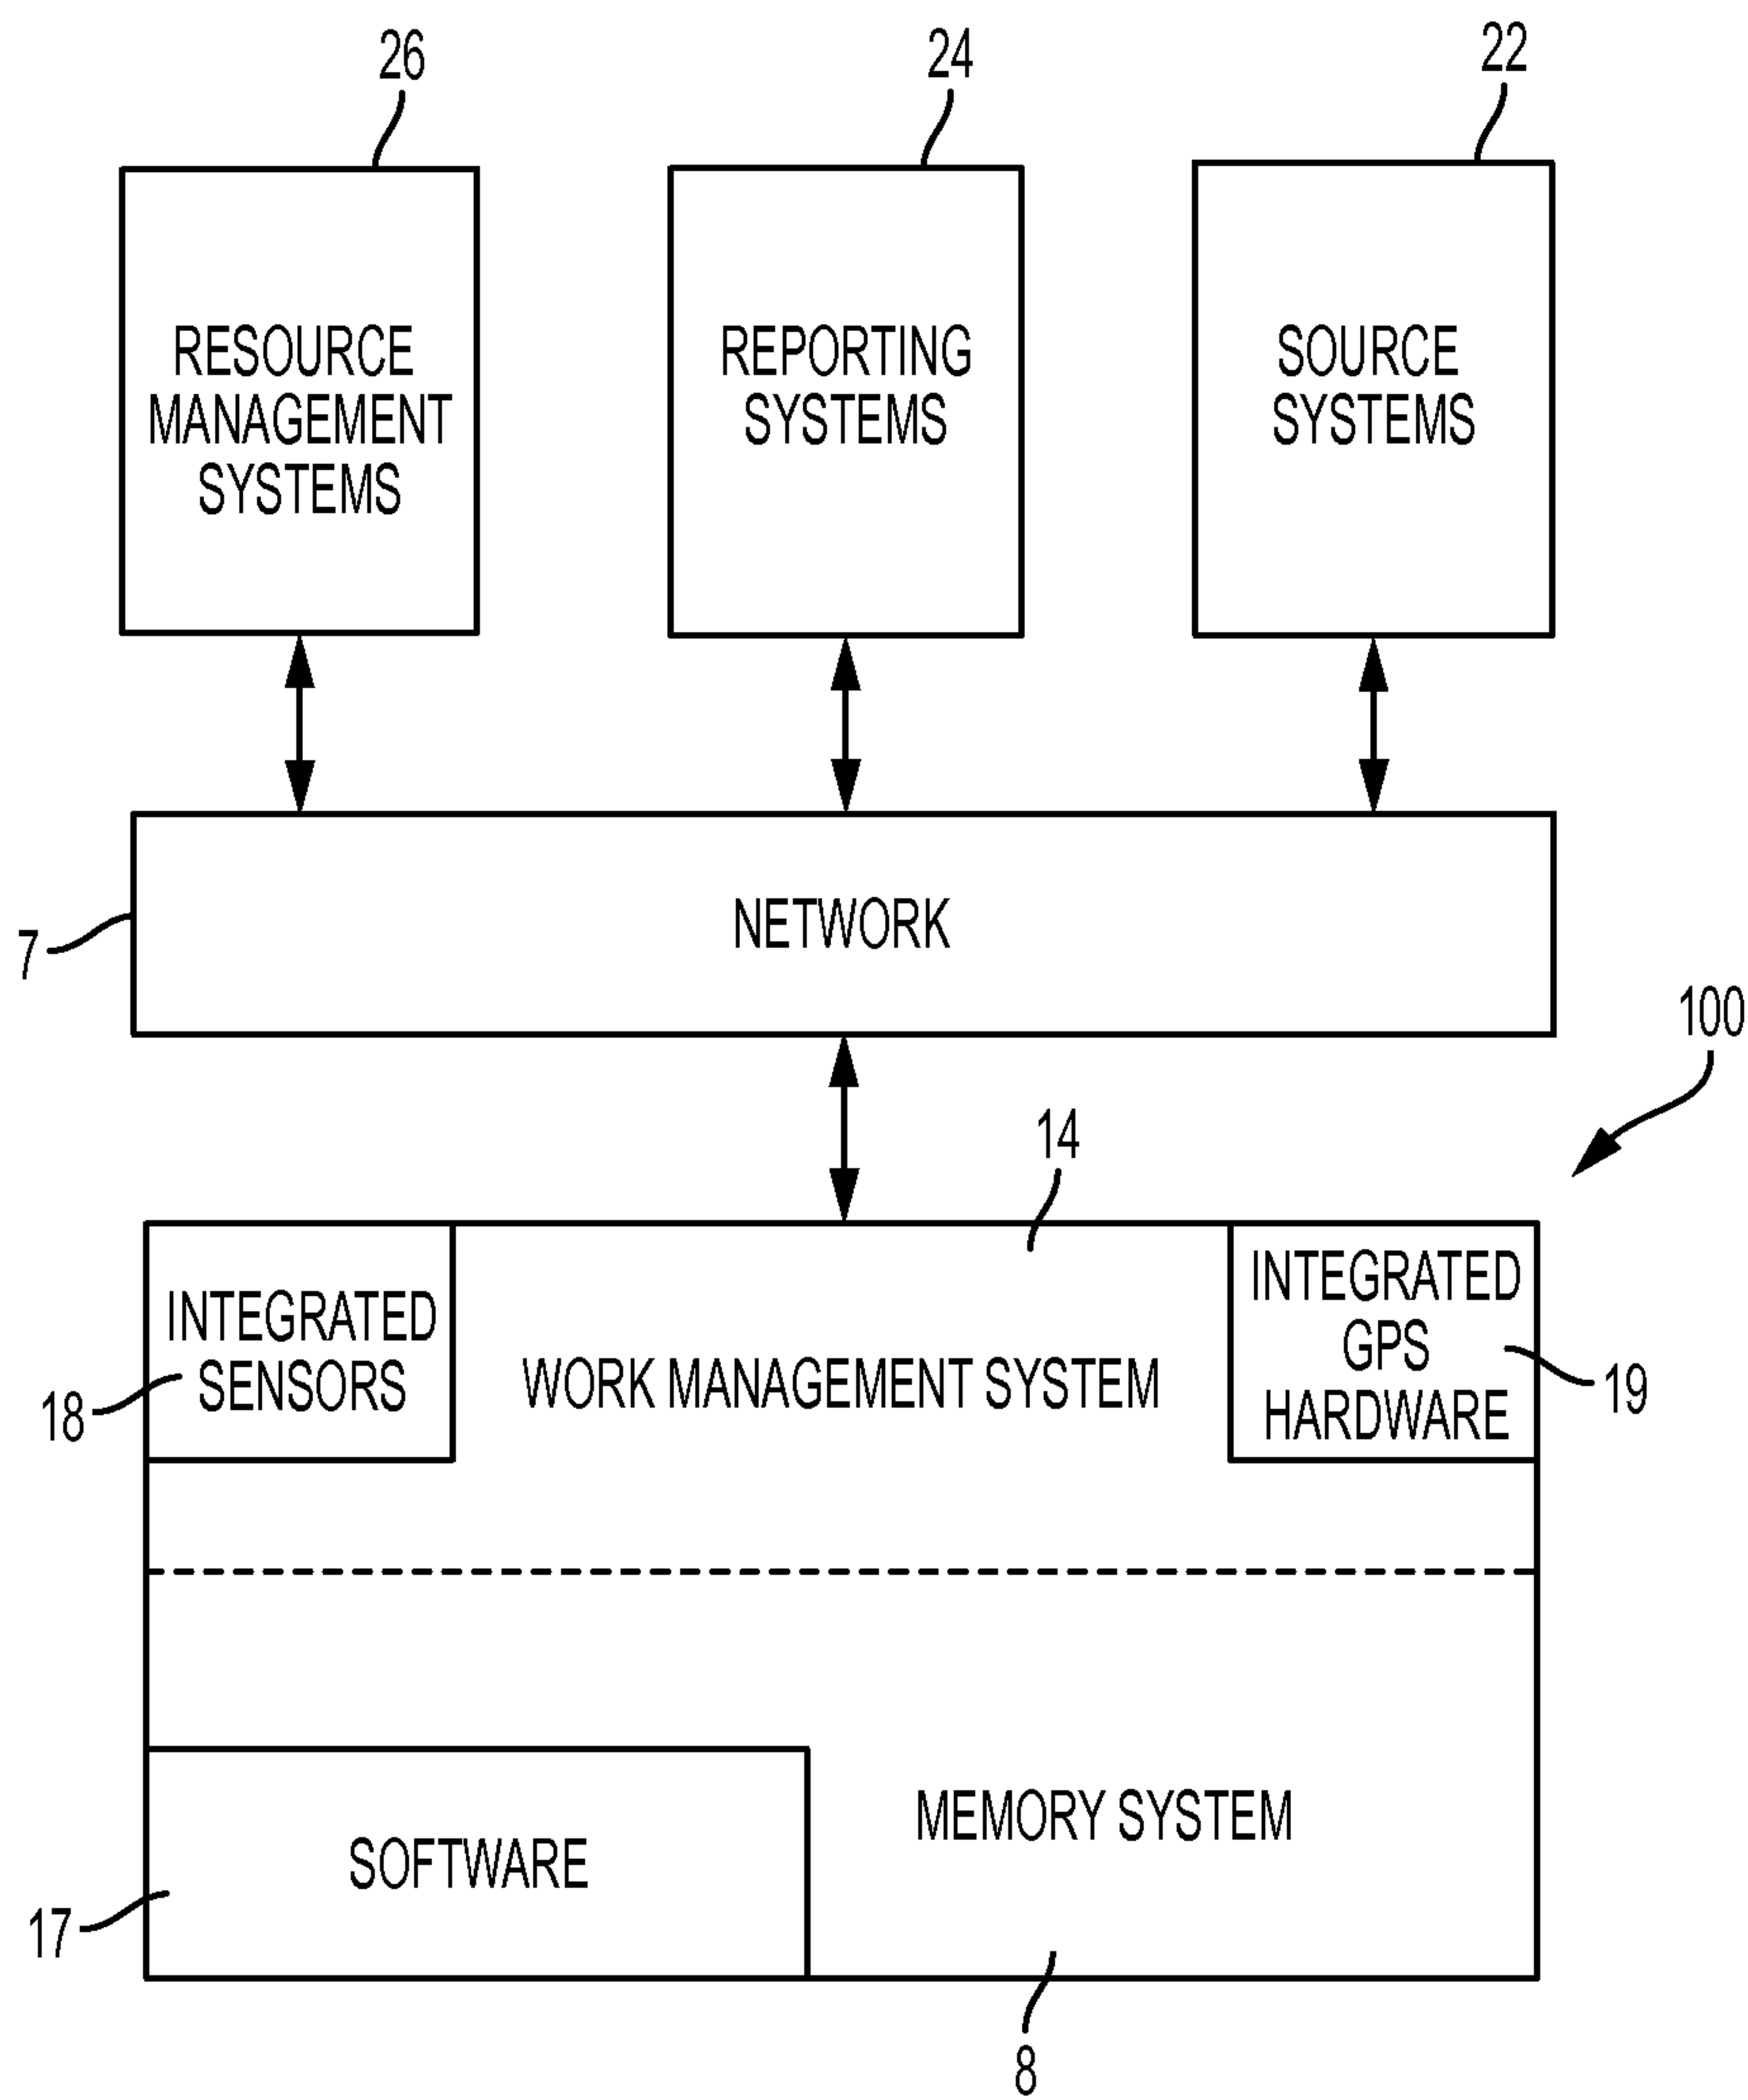 26
24
22
RESOURCE
MANAGEMENT
SYSTEMS
REPORTING
SYSTEMS
SOURCE
SYSTEMS
NETWORK
7
100
14
INTEGRATED
SENSORS
18
WORK MANAGEMENT SYSTEM
INTEGRATED
GPS
HARDWARE
19
SOFTWARE
17
MEMORY SYSTEM
8